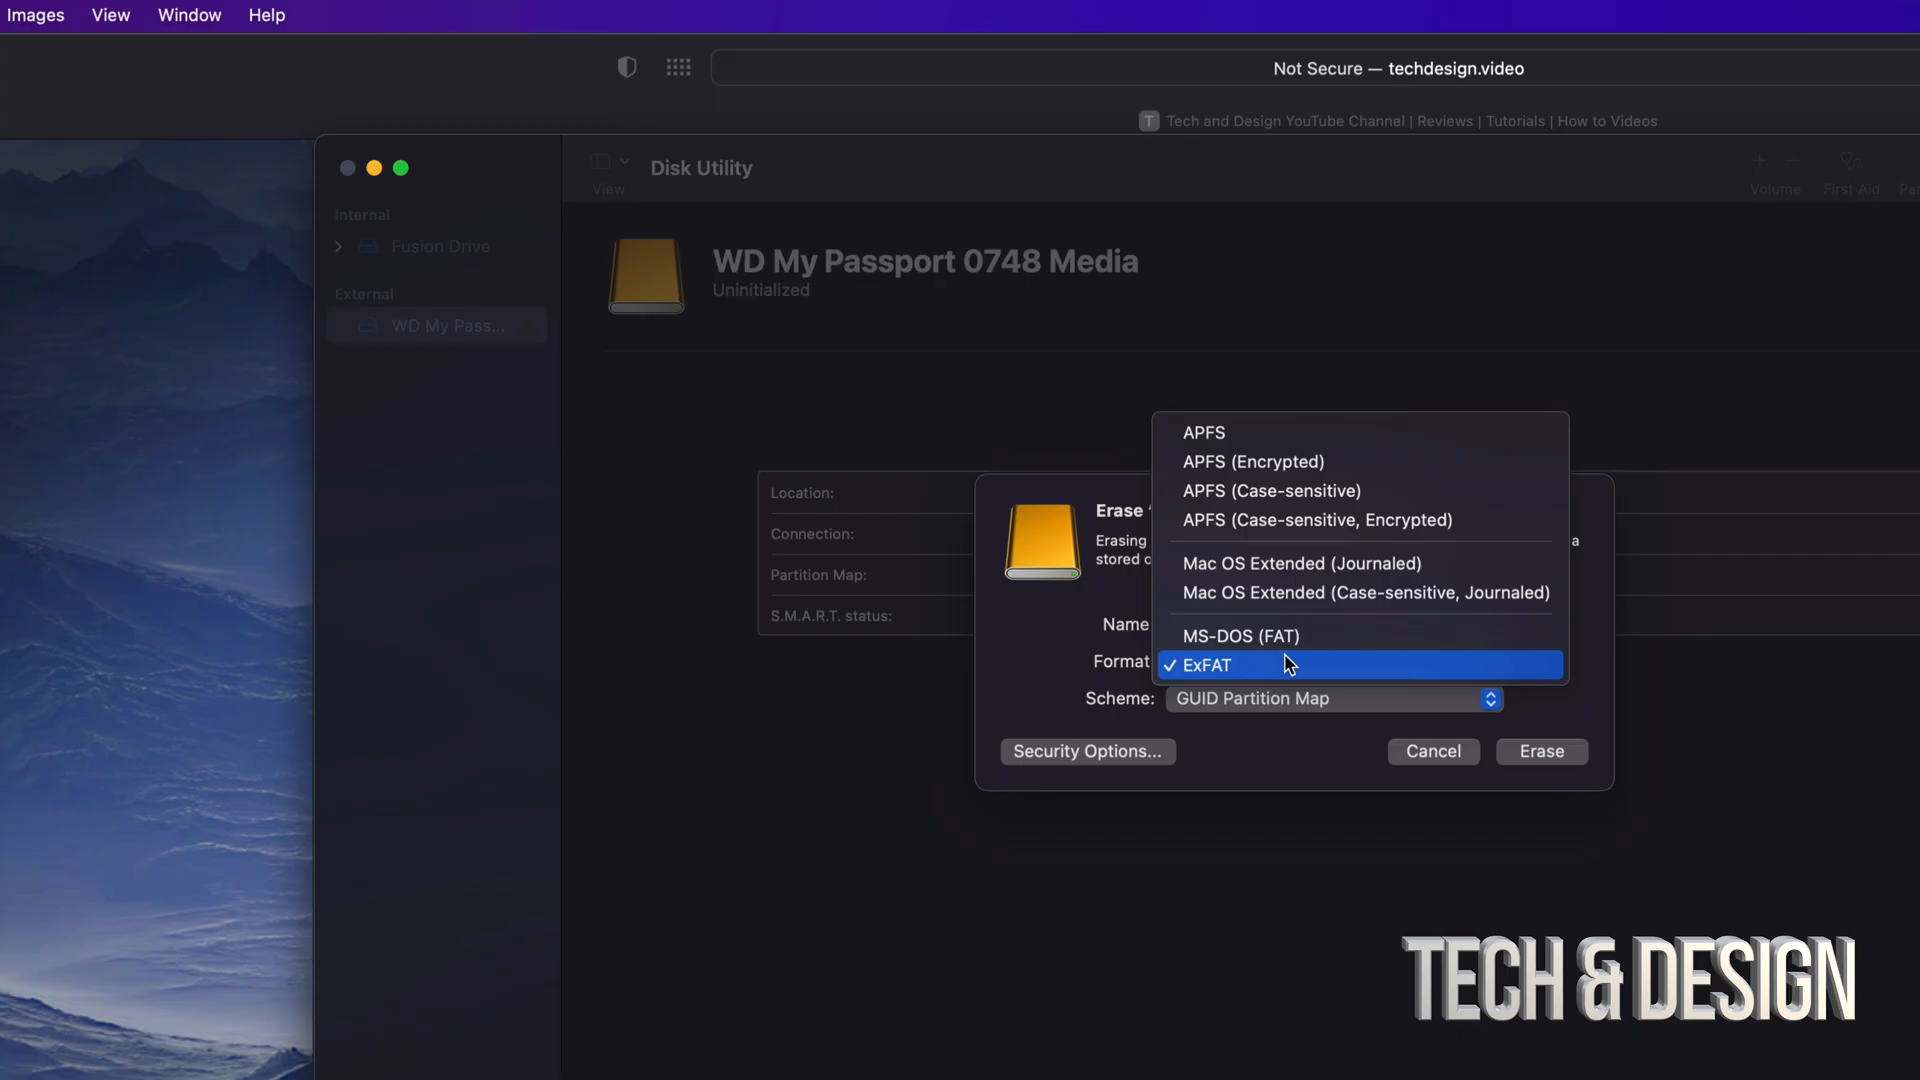 Images View Window Help
Not Secure — techdesign.video
T Tech and Design YouTube Channel | Reviews | Tutorials | How to Videos
View
Disk Utility
Volume First Aid
Internal
Fusion Drive
External
WD My Pass...
WD My Passport 0748 Media
Uninitialized
Location:
Connection:
Partition Map:
S.M.A.R.T. status:
Erase
Erasing a
stored
APFS
APFS (Encrypted)
APFS (Case-sensitive)
APFS (Case-sensitive, Encrypted)
Mac OS Extended (Journaled)
Mac OS Extended (Case-sensitive, Journaled)
MS-DOS (FAT)
✓ ExFAT
Name
Format
Scheme: GUID Partition Map
Security Options... Cancel Erase
TECH & DESIGN